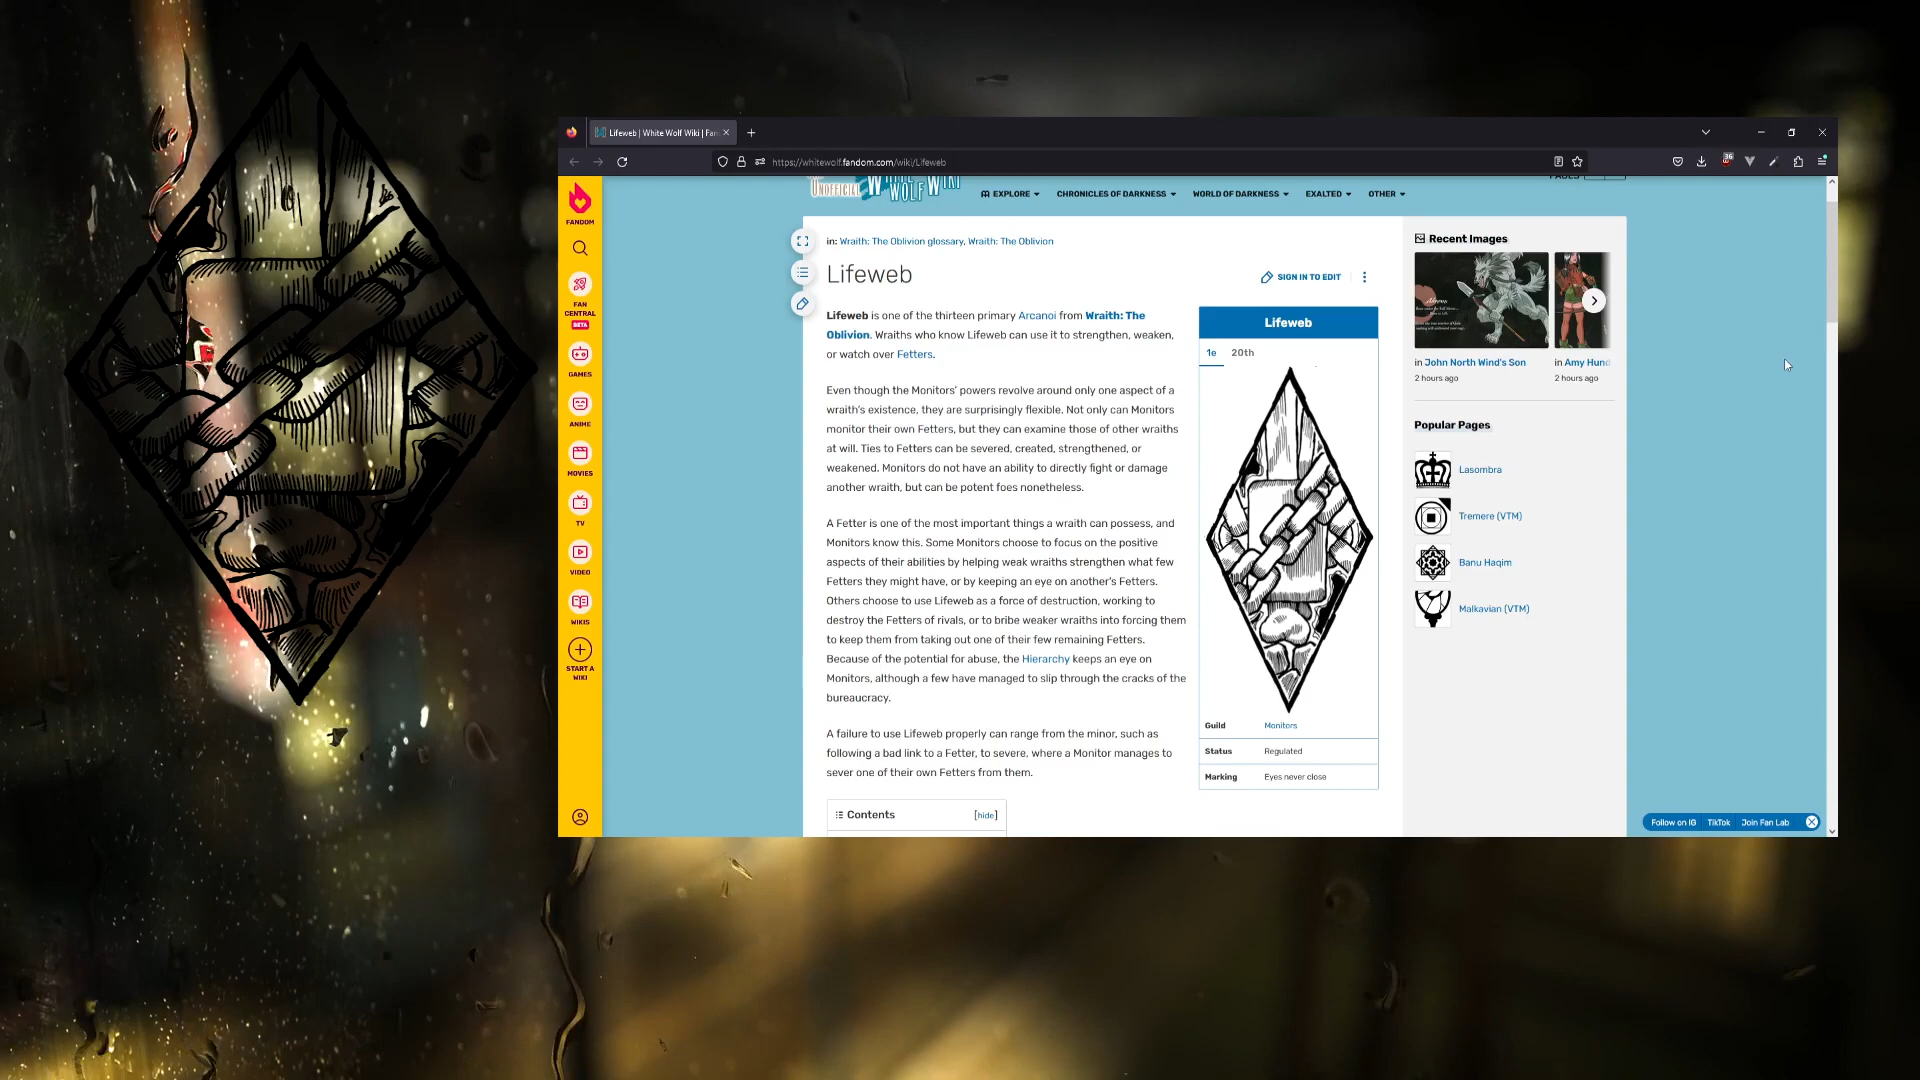 Lifeweb | White Wolf Wiki | Fan
https://whitewolf.fandom.com/wiki/Lifeweb
36
FANDOM
FAN CENTRAL
BETA
GAMES
ANIME
MOVIES
TV
VIDEO
WIKIS
START A WIKI
UNOFFICIAL WHITE WOLF WIKI
EXPLORE
CHRONICLES OF DARKNESS
WORLD OF DARKNESS
EXALTED
OTHER
PAGES
in: Wraith: The Oblivion glossary, Wraith: The Oblivion
Lifeweb
SIGN IN TO EDIT
Lifeweb is one of the thirteen primary Arcanoi from Wraith: The
Oblivion. Wraiths who know Lifeweb can use it to strengthen, weaken,
or watch over Fetters.
Even though the Monitors' powers revolve around only one aspect of a
wraith's existence, they are surprisingly flexible. Not only can Monitors
monitor their own Fetters, but they can examine those of other wraiths
at will. Ties to Fetters can be severed, created, strengthened, or
weakened. Monitors do not have an ability to directly fight or damage
another wraith, but can be potent foes nonetheless.
A Fetter is one of the most important things a wraith can possess, and
Monitors know this. Some Monitors choose to focus on the positive
aspects of their abilities by helping weak wraiths strengthen what few
Fetters they might have, or by keeping an eye on another's Fetters.
Others choose to use Lifeweb as a force of destruction, working to
destroy the Fetters of rivals, or to bribe weaker wraiths into forcing them
to keep them from taking out one of their few remaining Fetters.
Because of the potential for abuse, the Hierarchy keeps an eye on
Monitors, although a few have managed to slip through the cracks of the
bureaucracy.
A failure to use Lifeweb properly can range from the minor, such as
following a bad link to a Fetter, to severe, where a Monitor manages to
sever one of their own Fetters from them.
Contents [hide]
Lifeweb
1e 20th
Guild Monitors
Status Regulated
Marking Eyes never close
Recent Images
in John North Wind's Son
2 hours ago
in Amy Hund
2 hours ago
Popular Pages
Lasombra
Tremere (VTM)
Banu Haqim
Malkavian (VTM)
Follow on IG
TikTok
Join Fan Lab